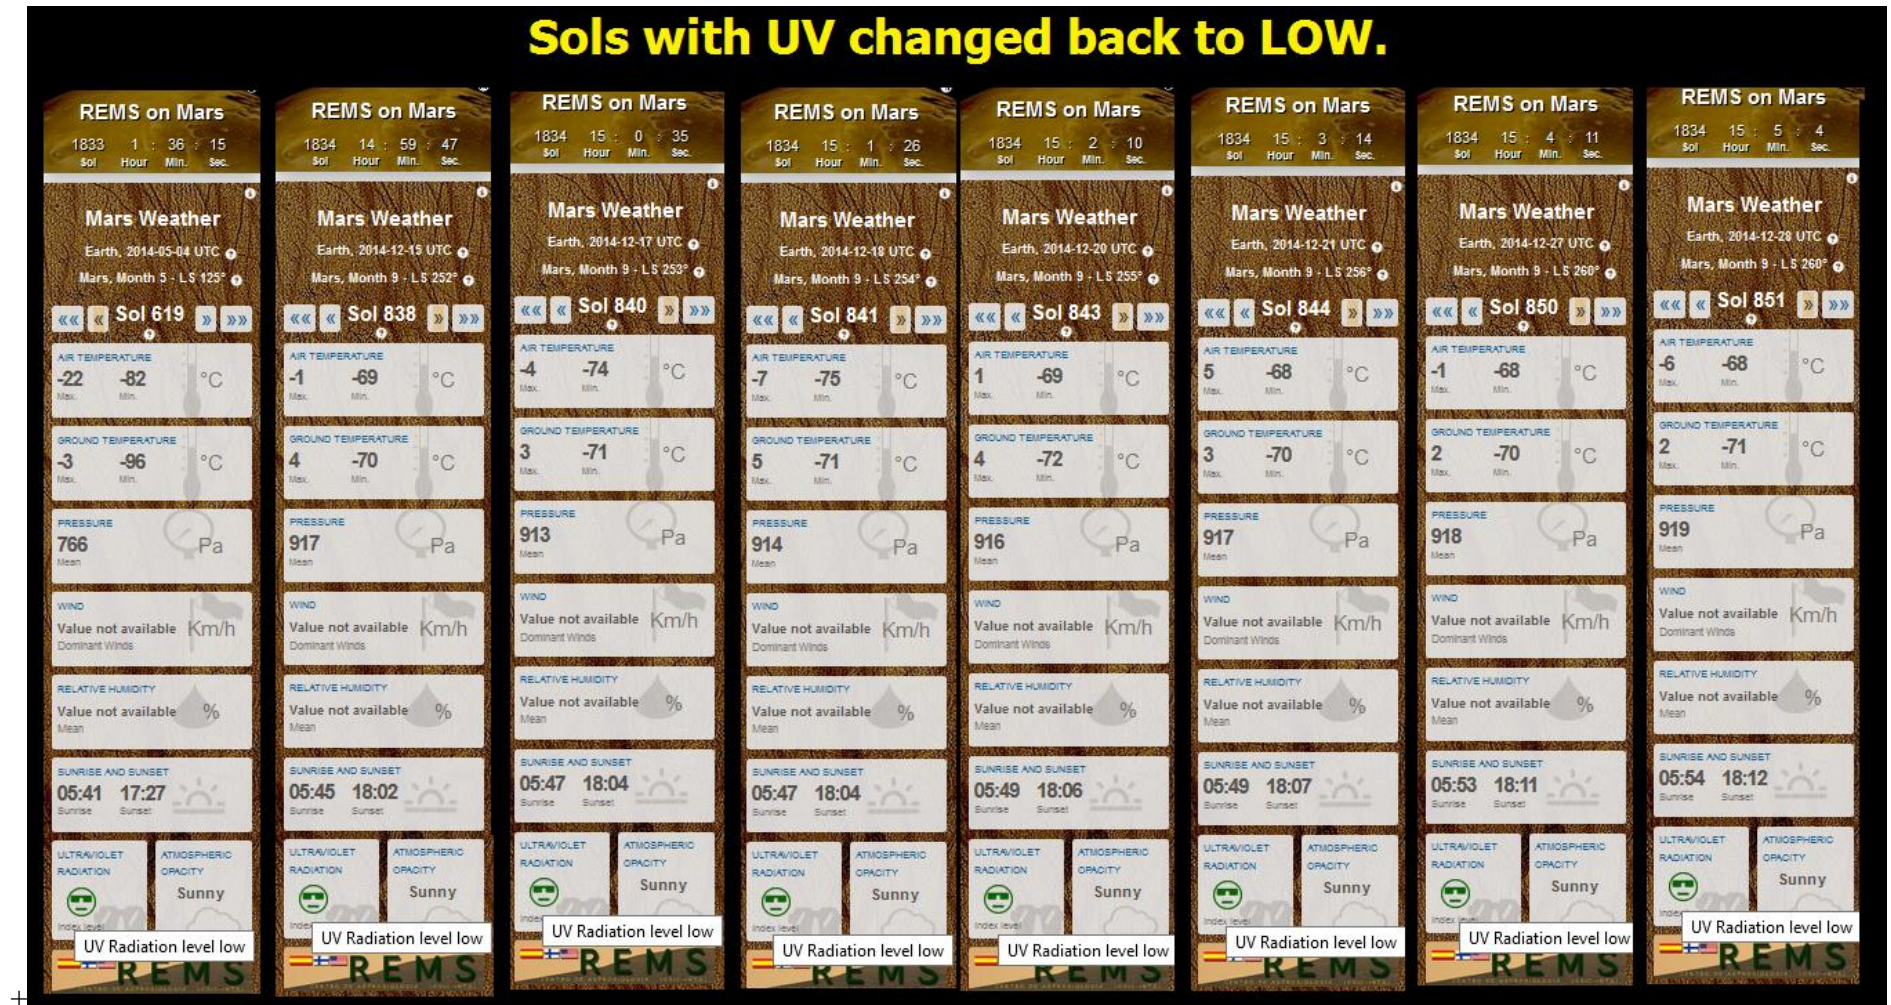 Sols with UV changed back to LOW.
REMS on Mars
1833 1 : 36 : 15
Sol Hour Min. Sec.
Mars Weather
Earth, 2014-05-04 UTC
Mars, Month 5 - LS 125°
«« « Sol 619 » »»
AIR TEMPERATURE
-22 -82 °C
Max. Min.
GROUND TEMPERATURE
-3 -96 °C
Max. Min.
PRESSURE
766 Pa
Mean
WIND
Value not available Km/h
Dominant Winds
RELATIVE HUMIDITY
Value not available %
Mean
SUNRISE AND SUNSET
05:41 17:27
Sunrise Sunset
ULTRAVIOLET RADIATION
ATMOSPHERIC OPACITY
Sunny
Index level
UV Radiation level low
REMS
REMS on Mars
1834 14 : 59 : 47
Sol Hour Min. Sec.
Mars Weather
Earth, 2014-12-15 UTC
Mars, Month 9 - LS 252°
«« « Sol 838 » »»
AIR TEMPERATURE
-1 -69 °C
Max. Min.
GROUND TEMPERATURE
4 -70 °C
Max. Min.
PRESSURE
917 Pa
Mean
WIND
Value not available Km/h
Dominant Winds
RELATIVE HUMIDITY
Value not available %
Mean
SUNRISE AND SUNSET
05:45 18:02
Sunrise Sunset
ULTRAVIOLET RADIATION
ATMOSPHERIC OPACITY
Sunny
Index level
UV Radiation level low
REMS
REMS on Mars
1834 15 : 0 : 35
Sol Hour Min. Sec.
Mars Weather
Earth, 2014-12-17 UTC
Mars, Month 9 - LS 253°
«« « Sol 840 » »»
AIR TEMPERATURE
-4 -74 °C
Max. Min.
GROUND TEMPERATURE
3 -71 °C
Max. Min.
PRESSURE
913 Pa
Mean
WIND
Value not available Km/h
Dominant Winds
RELATIVE HUMIDITY
Value not available %
Mean
SUNRISE AND SUNSET
05:47 18:04
Sunrise Sunset
ULTRAVIOLET RADIATION
ATMOSPHERIC OPACITY
Sunny
UV Radiation level low
REMS
REMS on Mars
1834 15 : 1 : 26
Sol Hour Min. Sec.
Mars Weather
Earth, 2014-12-18 UTC
Mars, Month 9 - LS 254°
«« « Sol 841 » »»
AIR TEMPERATURE
-7 -75 °C
Max. Min.
GROUND TEMPERATURE
5 -71 °C
Max. Min.
PRESSURE
914 Pa
Mean
WIND
Value not available Km/h
Dominant Winds
RELATIVE HUMIDITY
Value not available %
Mean
SUNRISE AND SUNSET
05:47 18:04
Sunrise Sunset
ULTRAVIOLET RADIATION
ATMOSPHERIC OPACITY
Sunny
Index level
UV Radiation level low
REMS
REMS on Mars
1834 15 : 2 : 10
Sol Hour Min. Sec.
Mars Weather
Earth, 2014-12-20 UTC
Mars, Month 9 - LS 255°
«« « Sol 843 » »»
AIR TEMPERATURE
1 -69 °C
Max. Min.
GROUND TEMPERATURE
4 -72 °C
Max. Min.
PRESSURE
916 Pa
Mean
WIND
Value not available Km/h
Dominant Winds
RELATIVE HUMIDITY
Value not available %
Mean
SUNRISE AND SUNSET
05:49 18:06
Sunrise Sunset
ULTRAVIOLET RADIATION
ATMOSPHERIC OPACITY
Sunny
Index level
UV Radiation level low
REMS
REMS on Mars
1834 15 : 3 : 14
Sol Hour Min. Sec.
Mars Weather
Earth, 2014-12-21 UTC
Mars, Month 9 - LS 256°
«« « Sol 844 » »»
AIR TEMPERATURE
5 -68 °C
Max. Min.
GROUND TEMPERATURE
3 -70 °C
Max. Min.
PRESSURE
917 Pa
Mean
WIND
Value not available Km/h
Dominant Winds
RELATIVE HUMIDITY
Value not available %
Mean
SUNRISE AND SUNSET
05:49 18:07
Sunrise Sunset
ULTRAVIOLET RADIATION
ATMOSPHERIC OPACITY
Sunny
Index level
UV Radiation level low
REMS
REMS on Mars
1834 15 : 4 : 11
Sol Hour Min. Sec.
Mars Weather
Earth, 2014-12-27 UTC
Mars, Month 9 - LS 260°
«« « Sol 850 » »»
AIR TEMPERATURE
-1 -68 °C
Max. Min.
GROUND TEMPERATURE
2 -70 °C
Max. Min.
PRESSURE
918 Pa
Mean
WIND
Value not available Km/h
Dominant Winds
RELATIVE HUMIDITY
Value not available %
Mean
SUNRISE AND SUNSET
05:53 18:11
Sunrise Sunset
ULTRAVIOLET RADIATION
ATMOSPHERIC OPACITY
Sunny
Index level
UV Radiation level low
REMS
REMS on Mars
1834 15 : 5 : 4
Sol Hour Min. Sec.
Mars Weather
Earth, 2014-12-28 UTC
Mars, Month 9 - LS 260°
«« « Sol 851 » »»
AIR TEMPERATURE
-6 -68 °C
Max. Min.
GROUND TEMPERATURE
2 -71 °C
Max. Min.
PRESSURE
919 Pa
Mean
WIND
Value not available Km/h
Dominant Winds
RELATIVE HUMIDITY
Value not available %
Mean
SUNRISE AND SUNSET
05:54 18:12
Sunrise Sunset
ULTRAVIOLET RADIATION
ATMOSPHERIC OPACITY
Sunny
UV Radiation level low
REMS